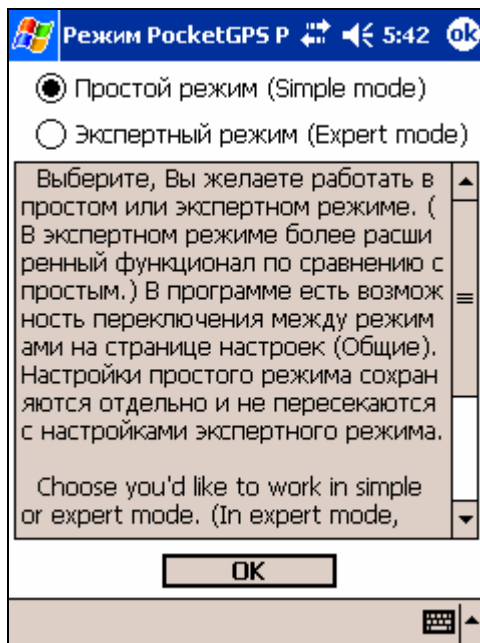 Режим PocketGPS P 5:42 ok
Простой режим (Simple mode)
Экспертный режим (Expert mode)
Выберите, Вы желаете работать в
простом или экспертном режиме. (
В экспертном режиме более расши
ренный функционал по сравнению с
простым.) В программе есть возмож
ность переключения между режим
ами на странице настроек (Общие).
Настройки простого режима сохран
яются отдельно и не пересекаются
с настройками экспертного режима.
Choose you'd like to work in simple
or expert mode. (In expert mode,
OK